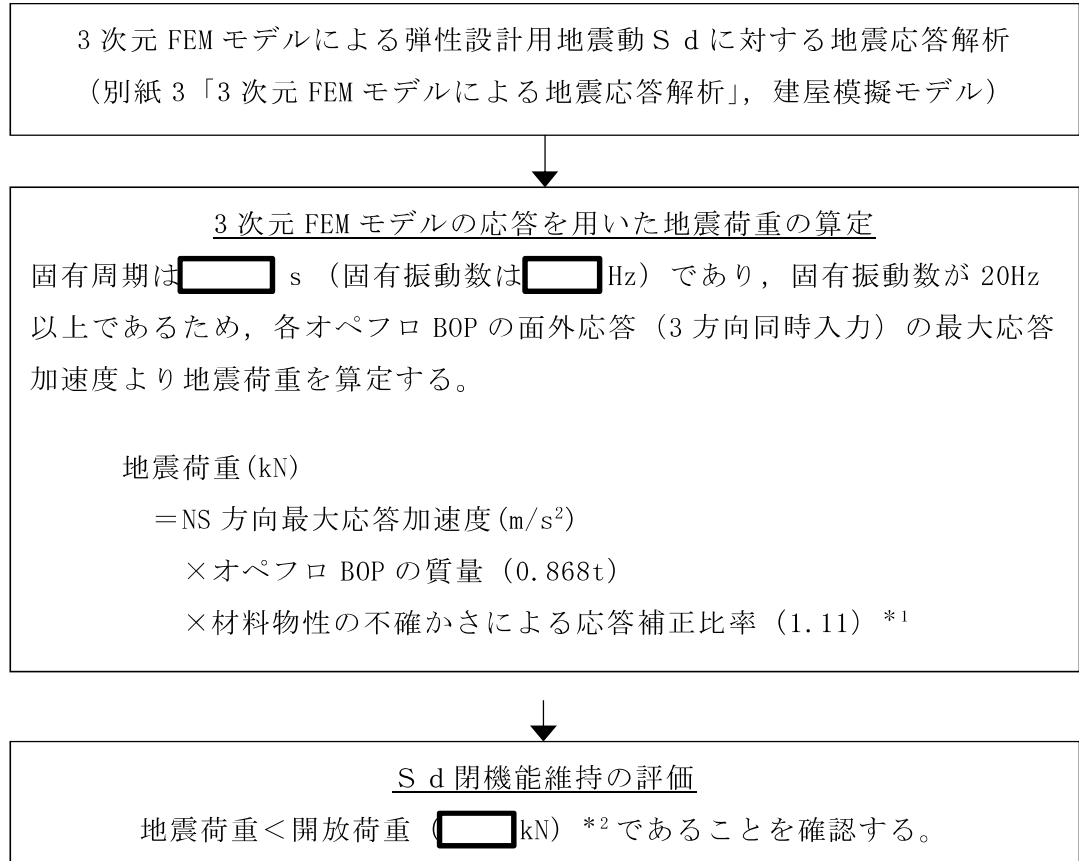 3次元FEMモデルによる弾性設計用地震動Ｓｄに対する地震応答解析
（別紙3「3次元FEMモデルによる地震応答解析」，建屋模擬モデル）
3次元FEMモデルの応答を用いた地震荷重の算定
固有周期は s （固有振動数は Hz）であり，固有振動数が20Hz
以上であるため，各オペフロBOPの面外応答（3方向同時入力）の最大応答
加速度より地震荷重を算定する。
地震荷重(kN)
＝NS方向最大応答加速度(m/s²)
×オペフロBOPの質量（0.868t）
×材料物性の不確かさによる応答補正比率（1.11）*1
Ｓｄ閉機能維持の評価
地震荷重＜開放荷重（ kN）*2であることを確認する。